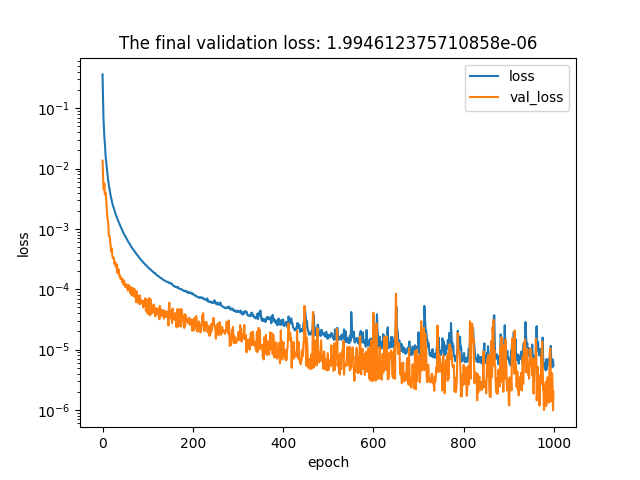 The final validation loss: 1.994612375710858e-06
loss
val_loss
10⁻¹
10⁻²
10⁻³
10⁻⁴
10⁻⁵
10⁻⁶
loss
0 200 400 600 800 1000
epoch